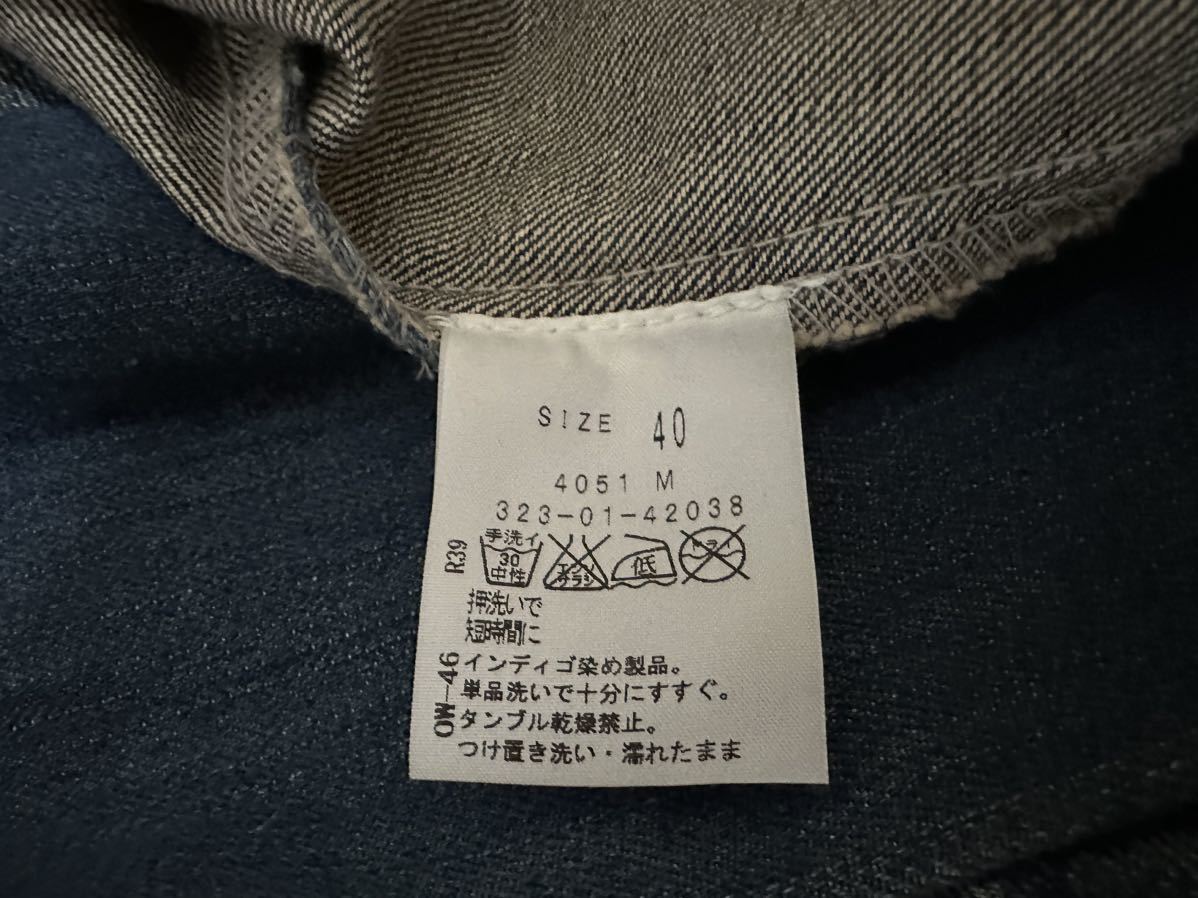 SIZE 40
4051 M
323-01-42038
R39
手洗イ
30
中性
エンソ
サラシ
低
ドライ
押洗いで
短時間に
OW-46
インディゴ染め製品。
単品洗いで十分にすすぐ。
タンブル乾燥禁止。
つけ置き洗い・濡れたまま